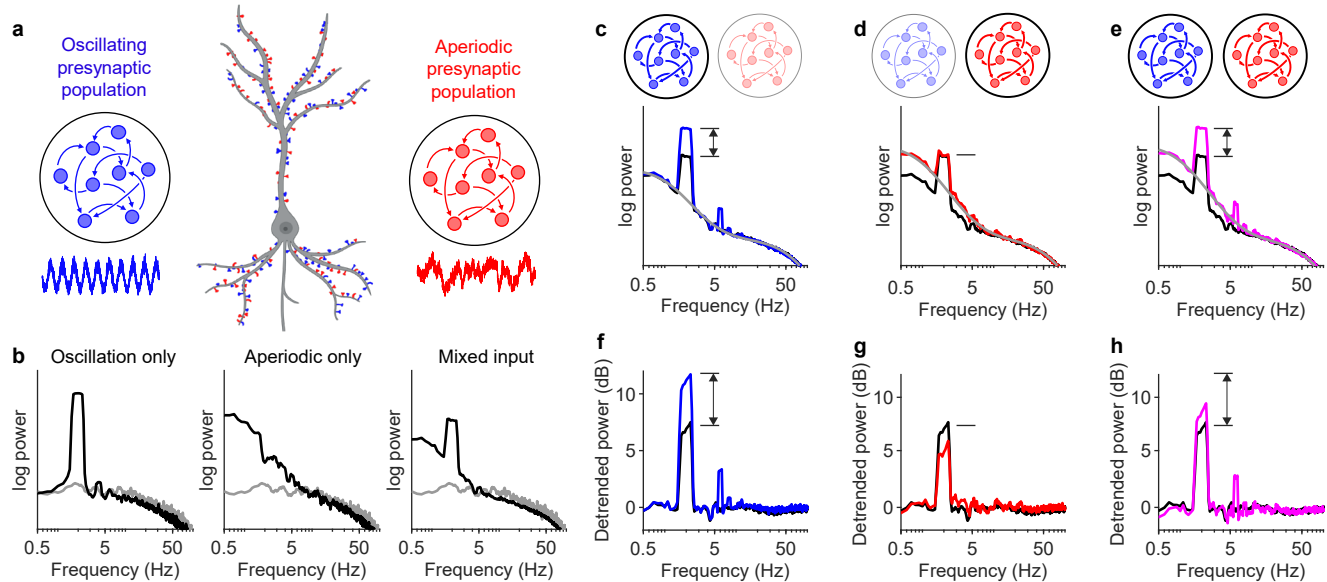 a
Oscillating
presynaptic
population
Aperiodic
presynaptic
population
b
Oscillation only
Aperiodic only
Mixed input
log power
0.5
5
50
Frequency (Hz)
log power
0.5
5
50
Frequency (Hz)
log power
0.5
5
50
Frequency (Hz)
c
log power
0.5
5
50
Frequency (Hz)
d
log power
0.5
5
50
Frequency (Hz)
e
log power
0.5
5
50
Frequency (Hz)
f
Detrended power (dB)
10
5
0
0.5
5
50
Frequency (Hz)
g
Detrended power (dB)
10
5
0
0.5
5
50
Frequency (Hz)
h
Detrended power (dB)
10
5
0
0.5
5
50
Frequency (Hz)